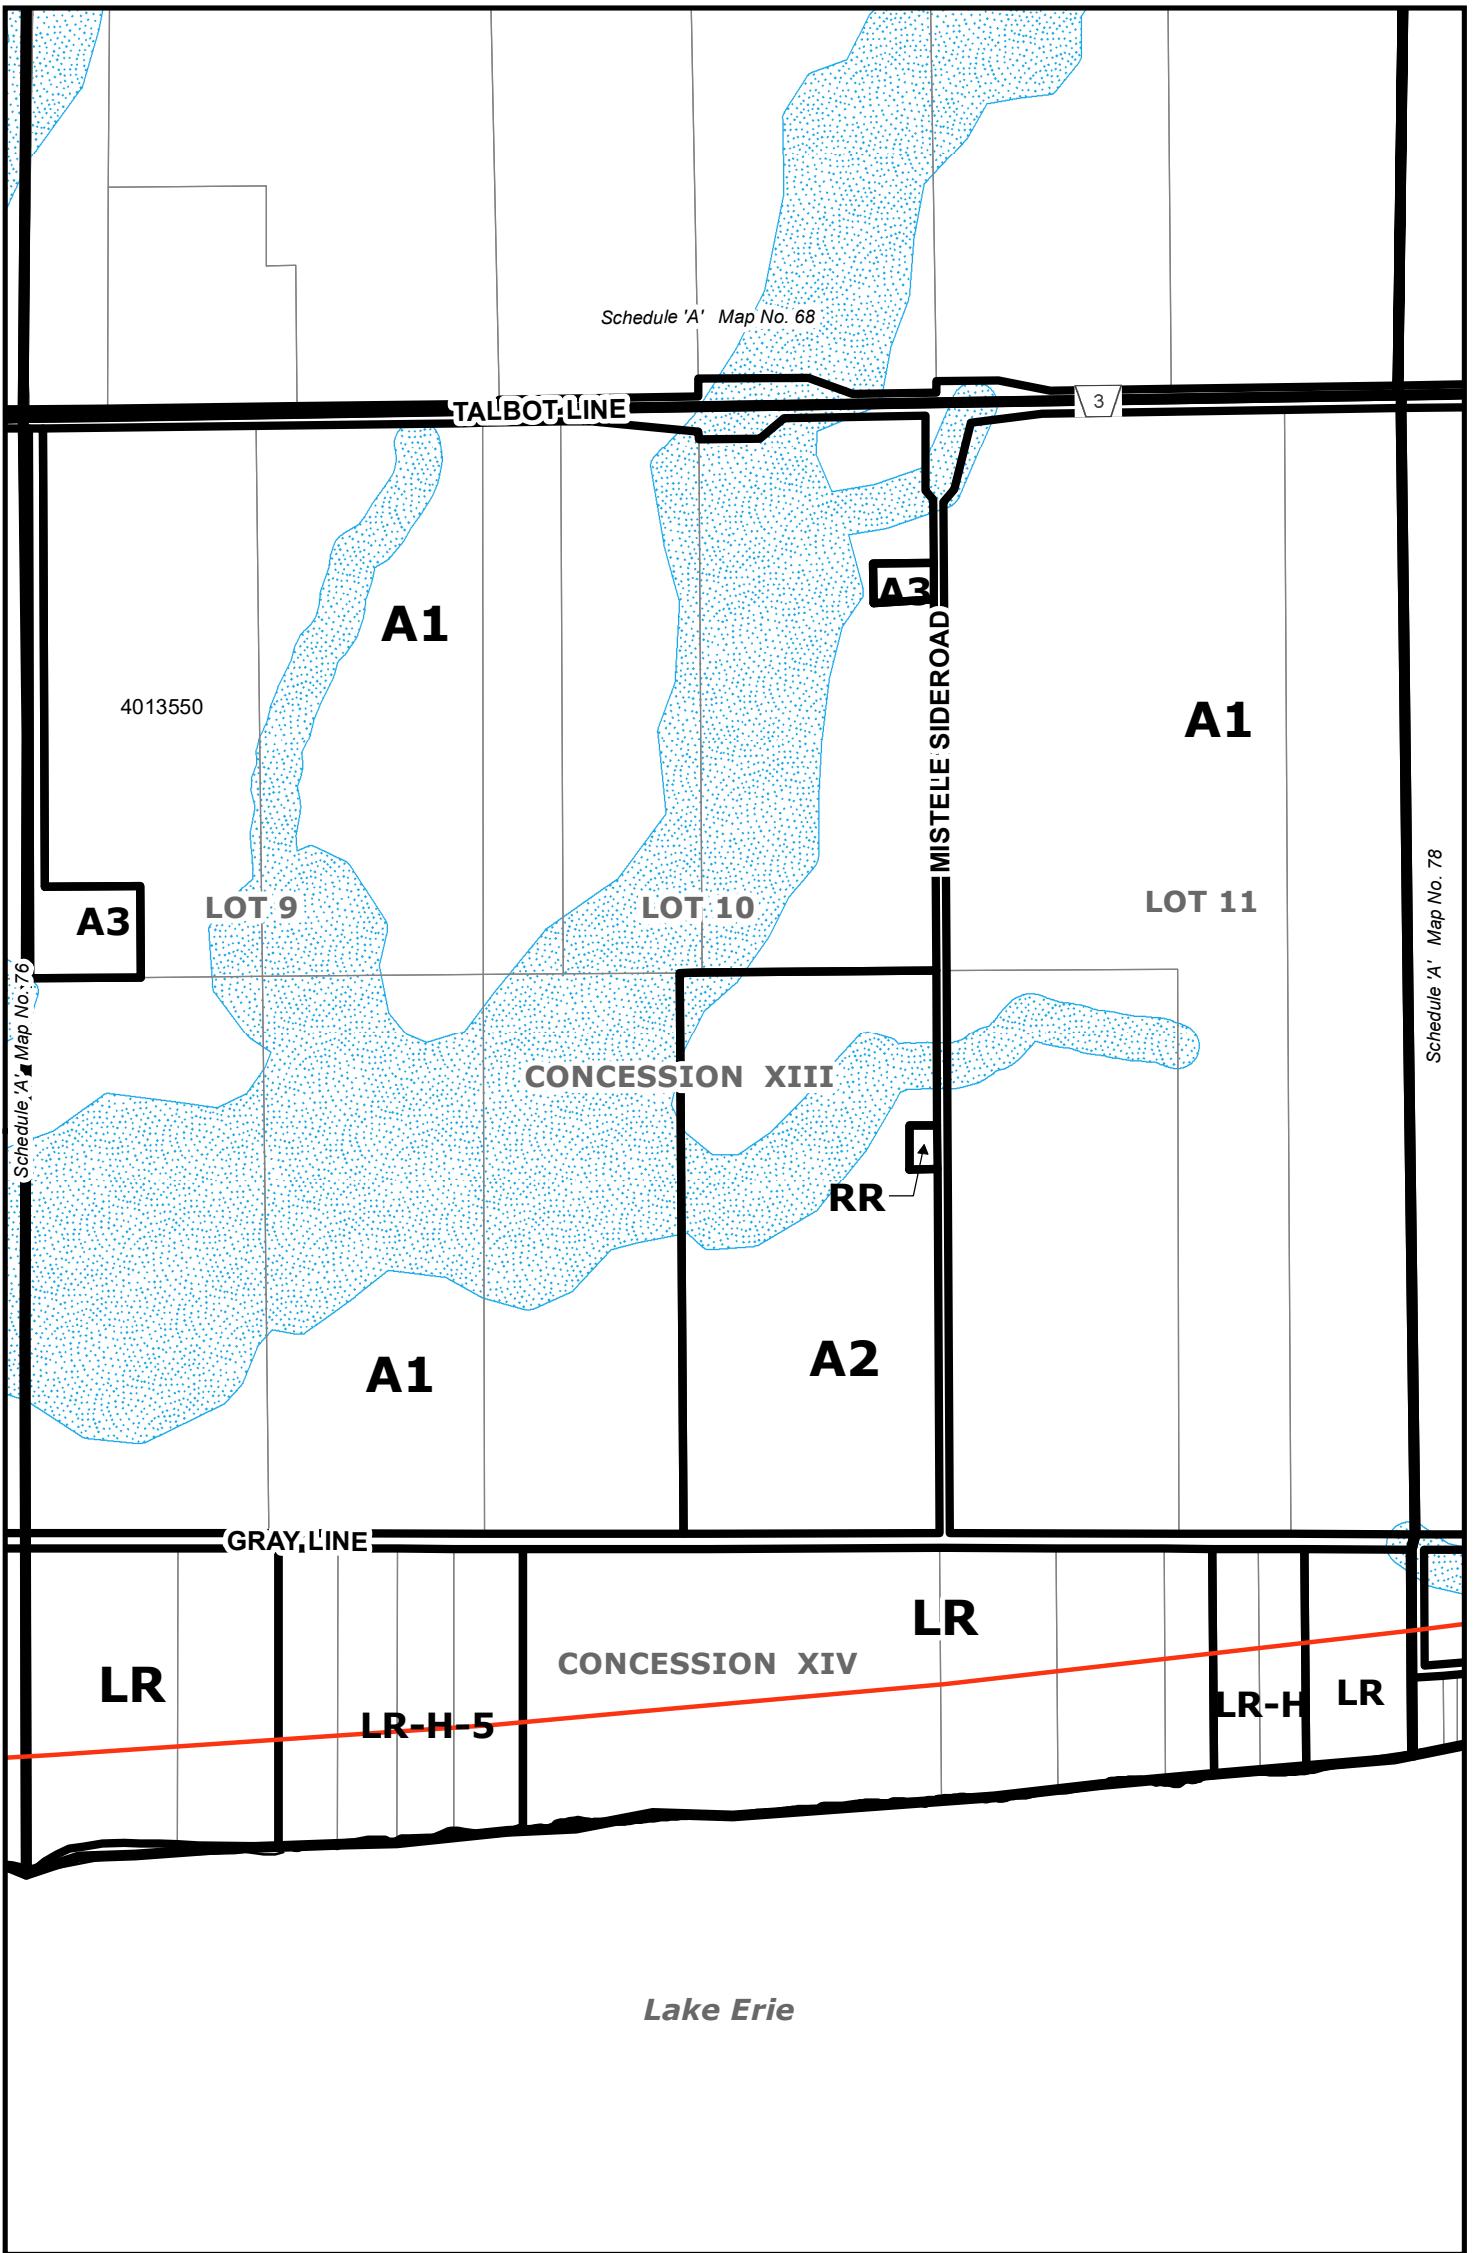 Schedule 'A' Map No. 68
TALBOT LINE
3
A3
A1
MISTELE SIDEROAD
4013550
A1
A3
LOT 9
LOT 10
LOT 11
Schedule 'A' Map No. 76
Schedule 'A' Map No. 78
CONCESSION XIII
RR
A1
A2
GRAY LINE
LR
CONCESSION XIV
LR
LR-H-5
LR-H
LR
Lake Erie